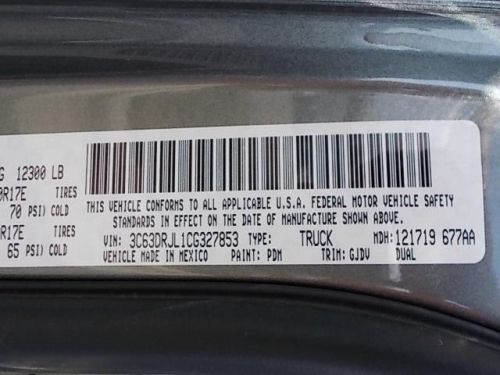 G 12300 LB
0R17E TIRES
70 PSI) COLD
R17E TIRES
65 PSI) COLD
THIS VEHICLE CONFORMS TO ALL APPLICABLE U.S.A. FEDERAL MOTOR VEHICLE SAFETY
STANDARDS IN EFFECT ON THE DATE OF MANUFACTURE SHOWN ABOVE.
VIN: 3C63DRJL1CG327853 TYPE: TRUCK MDH: 121719 677AA
VEHICLE MADE IN MEXICO PAINT: PDM TRIM: GJDV DUAL